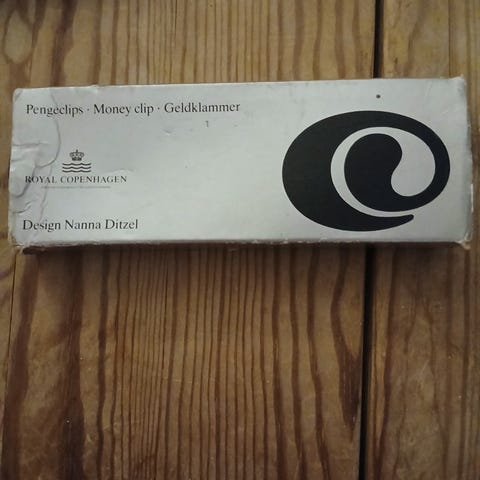 Pengeclips · Money clip · Geldklammer
ROYAL COPENHAGEN
Design Nanna Ditzel